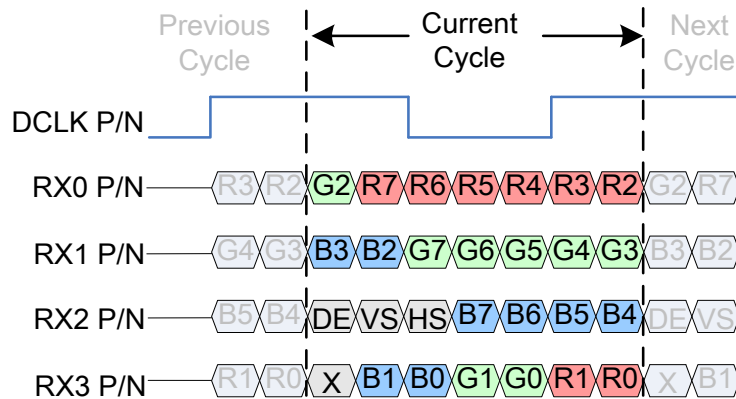 Previous Cycle Current Cycle Next Cycle
DCLK P/N
RX0 P/N R3 R2 G2 R7 R6 R5 R4 R3 R2 G2 R7
RX1 P/N G4 G3 B3 B2 G7 G6 G5 G4 G3 B3 B2
RX2 P/N B5 B4 DE VS HS B7 B6 B5 B4 DE VS
RX3 P/N R1 R0 X B1 B0 G1 G0 R1 R0 X B1